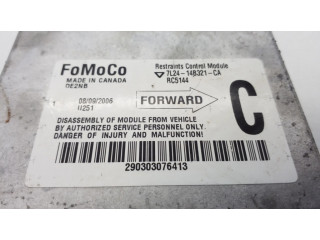 FoMoCo
MADE IN CANADA
DE2NB
Restraints Control Module
7L24-14B321-CA
RC5144
08/09/2006
U2S1
FORWARD
C
DISASSEMBLY OF MODULE FROM VEHICLE
BY AUTHORIZED SERVICE PERSONNEL ONLY.
DANGER OF INJURY AND MALFUNCTION!
290303076413